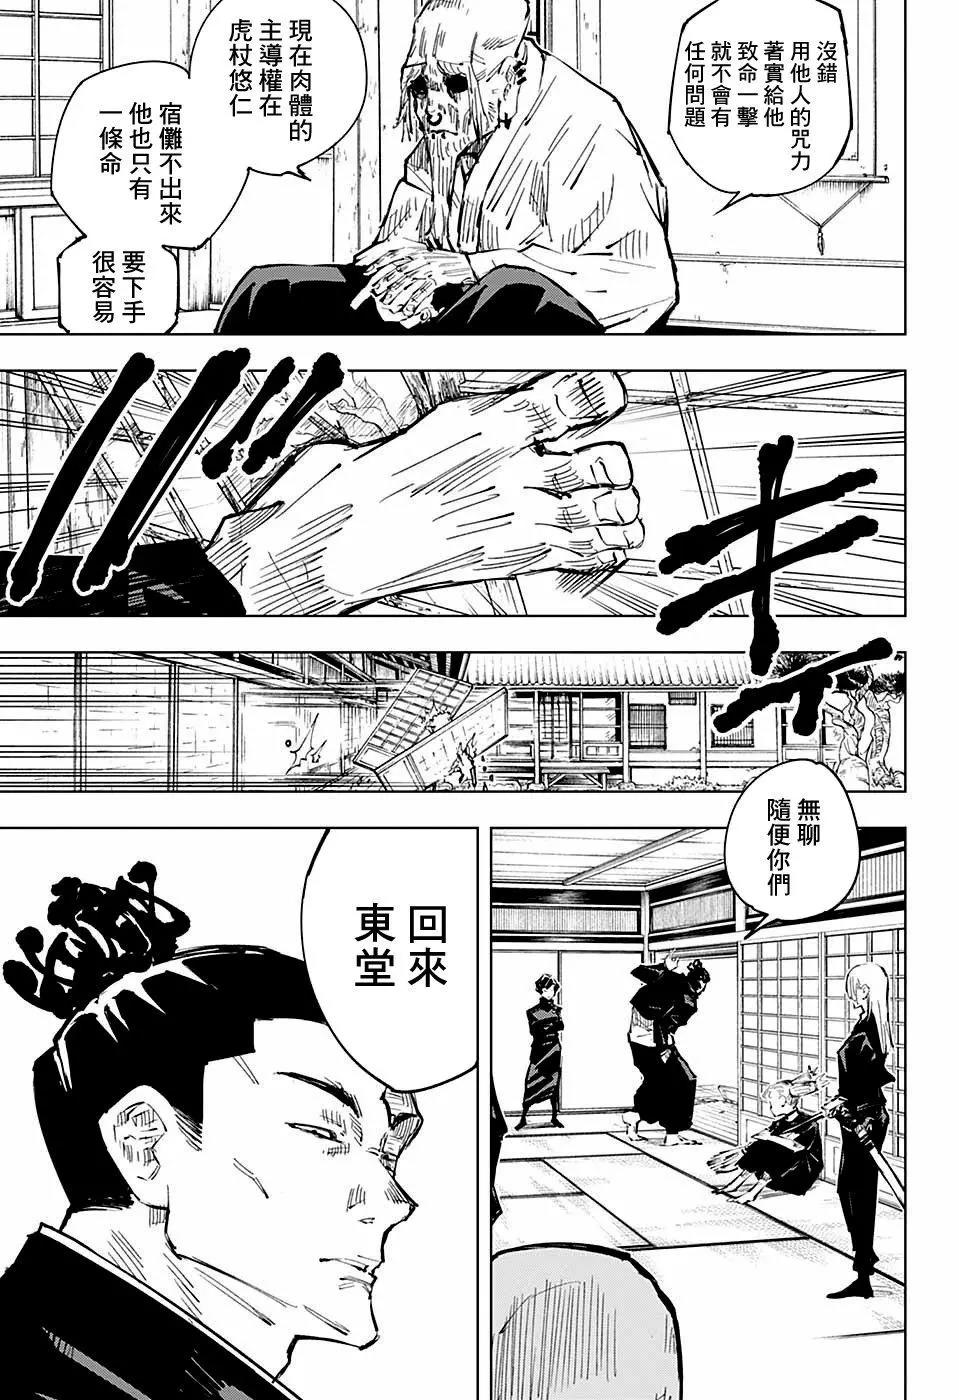 沒錯
用他人的咒力
著實給他
致命一擊
就不會有
任何問題
現在肉體的
主導權在
虎杖悠仁
宿儺不出來
他也只有
一條命
要下手
很容易
キィ
無聊
隨便你們
回來
東堂